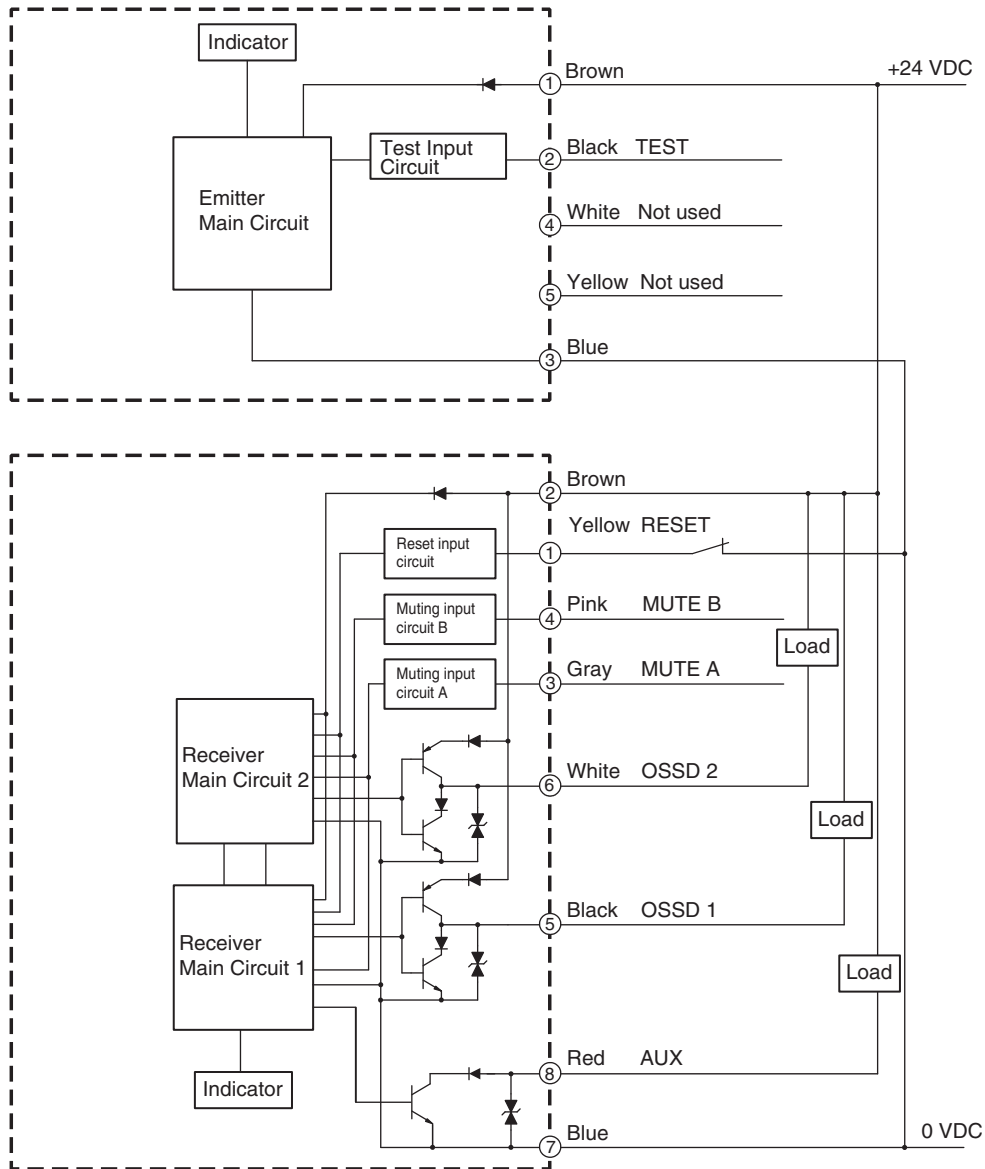 Indicator
+24 VDC
1 Brown
Test Input
Circuit
2 Black TEST
Emitter
Main Circuit
4 White Not used
5 Yellow Not used
3 Blue
2 Brown
Yellow RESET
Reset input
circuit
1
Muting input
circuit B
4 Pink MUTE B
Load
Muting input
circuit A
3 Gray MUTE A
Receiver
Main Circuit 2
6 White OSSD 2
Load
5 Black OSSD 1
Receiver
Main Circuit 1
Load
8 Red AUX
Indicator
7 Blue
0 VDC